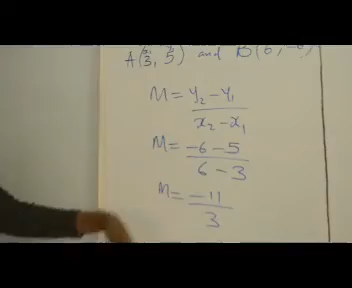 A(3, 5) and B(6, -6)
M = y₂ - y₁ / x₂ - x₁
M = -6 - 5 / 6 - 3
M = -11 / 3